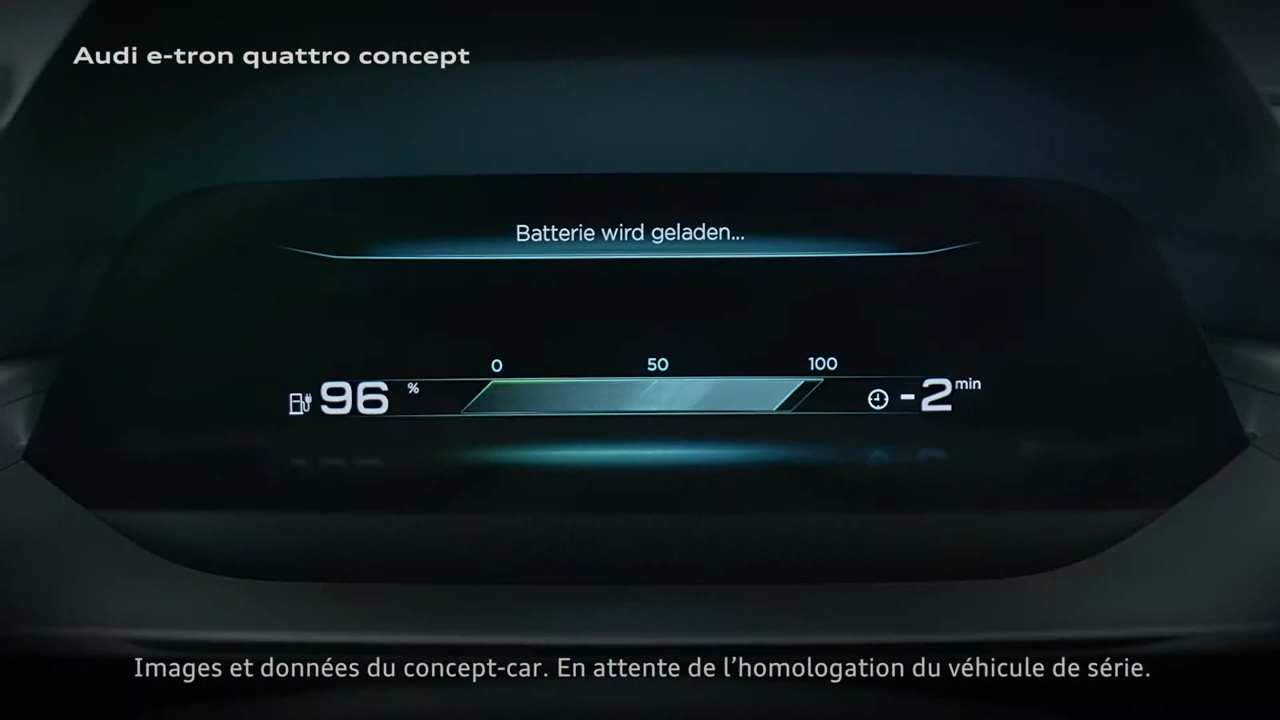 Audi e-tron quattro concept
Batterie wird geladen...
0 50 100
96 % -2 min
Images et données du concept-car. En attente de l'homologation du véhicule de série.